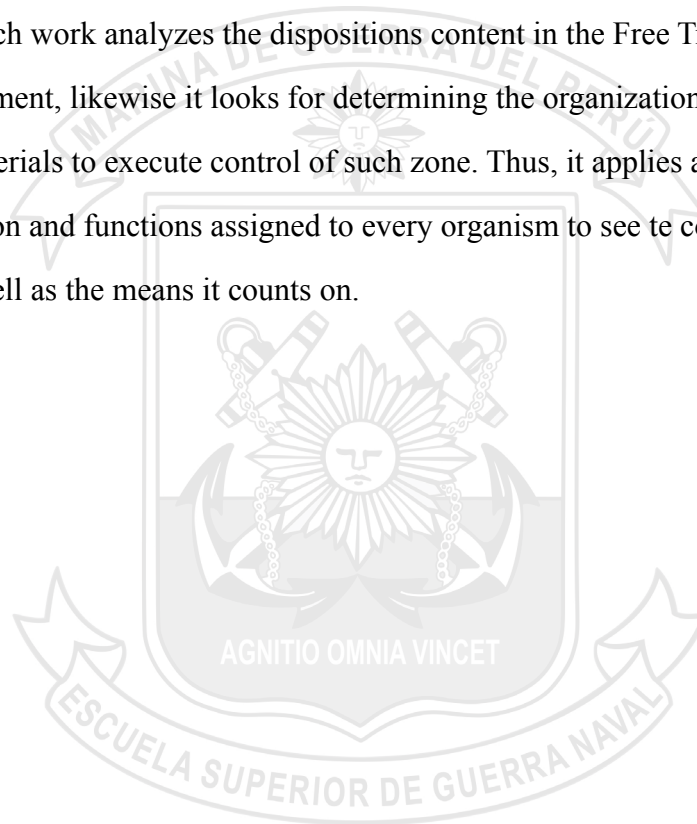 ch work analyzes the dispositions content in the Free Tr
MARINA DE GUERRA DEL PERÚ
ment, likewise it looks for determining the organization
erials to execute control of such zone. Thus, it applies a
on and functions assigned to every organism to see te co
ell as the means it counts on.
AGNITIO OMNIA VINCET
ESCUELA SUPERIOR DE GUERRA NAVAL